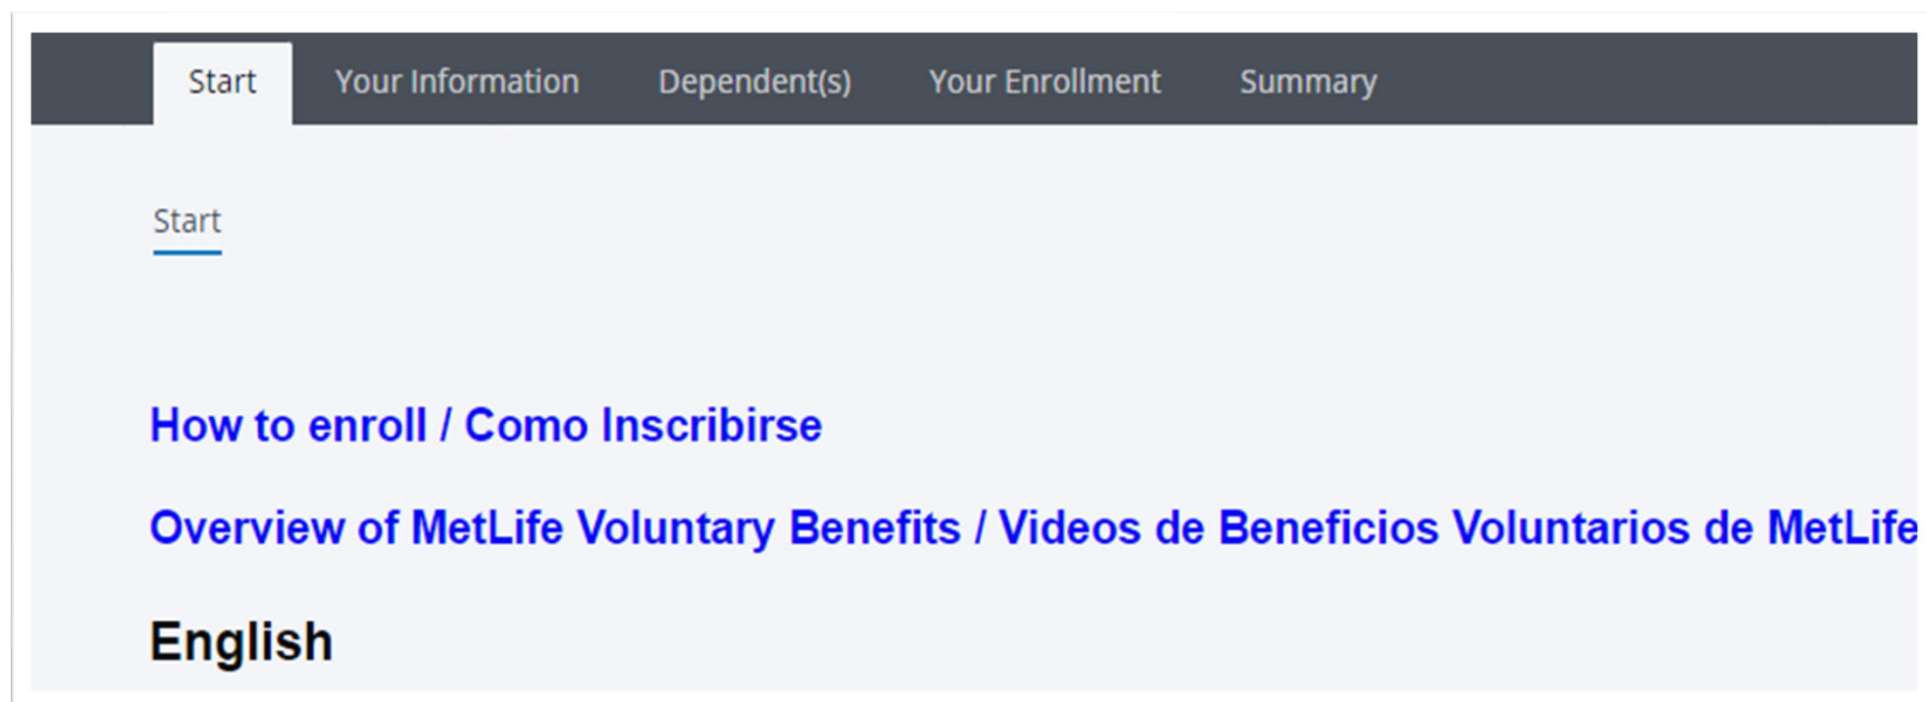 Start Your Information Dependent(s) Your Enrollment Summary
Start
How to enroll / Como Inscribirse
Overview of MetLife Voluntary Benefits / Videos de Beneficios Voluntarios de MetLife
English